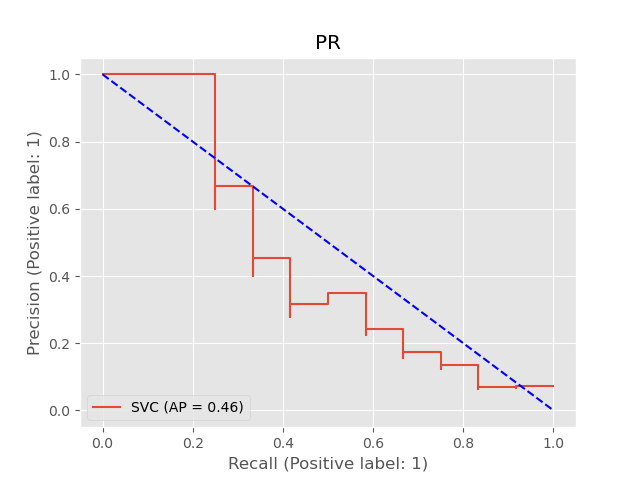 PR
Precision (Positive label: 1)
1.0
0.8
0.6
0.4
0.2
0.0
SVC (AP = 0.46)
0.0 0.2 0.4 0.6 0.8 1.0
Recall (Positive label: 1)